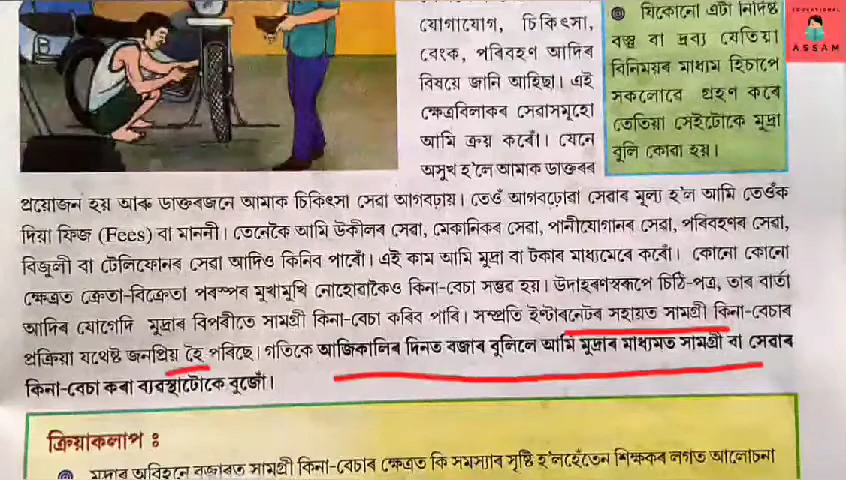 যোগাযোগ, চিকিৎসা,
বেংক, পৰিবহণ আদিৰ
বিষয়ে জানি আহিছা। এই
ক্ষেত্ৰবিলাকৰ সেৱাসমূহো
আমি ক্ৰয় কৰোঁ। যেনে
অসুখ হ'লে আমাক ডাক্তৰৰ
যিকোনো এটা নিৰ্দিষ্ট
বস্তু বা দ্ৰব্য যেতিয়া
বিনিময়ৰ মাধ্যম হিচাপে
সকলোৱে গ্ৰহণ কৰে
তেতিয়া সেইটোকে মুদ্ৰা
বুলি কোৱা হয়।
EDUCATIONAL
ASSAM
প্ৰয়োজন হয় আৰু ডাক্তৰজনে আমাক চিকিৎসা সেৱা আগবঢ়ায়। তেওঁ আগবঢ়োৱা সেৱাৰ মূল্য হ'ল আমি তেওঁক
দিয়া ফিজ (Fees) বা মাননী। তেনেকৈ আমি উকীলৰ সেৱা, মেকানিকৰ সেৱা, পানীযোগানৰ সেৱা, পৰিবহণৰ সেৱা,
বিজুলী বা টেলিফোনৰ সেৱা আদিও কিনিব পাৰোঁ। এই কাম আমি মুদ্ৰা বা টকাৰ মাধ্যমেৰে কৰোঁ। কোনো কোনো
ক্ষেত্ৰত ক্ৰেতা-বিক্ৰেতা পৰস্পৰ মুখামুখি নোহোৱাকৈও কিনা-বেচা সম্ভৱ হয়। উদাহৰণস্বৰূপে চিঠি-পত্ৰ, তাৰ বাৰ্তা
আদিৰ যোগেদি মুদ্ৰাৰ বিপৰীতে সামগ্ৰী কিনা-বেচা কৰিব পাৰি। সম্প্ৰতি ইণ্টাৰনেটৰ সহায়ত সামগ্ৰী কিনা-বেচাৰ
প্ৰক্ৰিয়া যথেষ্ট জনপ্ৰিয় হৈ পৰিছে। গতিকে আজিকালিৰ দিনত বজাৰ বুলিলে আমি মুদ্ৰাৰ মাধ্যমত সামগ্ৰী বা সেৱাৰ
কিনা-বেচা কৰা ব্যৱস্থাটোকে বুজোঁ।
ক্ৰিয়াকলাপ :
মুদ্ৰাৰ অবিহনে বজাৰত সামগ্ৰী কিনা-বেচাৰ ক্ষেত্ৰত কি সমস্যাৰ সৃষ্টি হ'লহেঁতেন শিক্ষকৰ লগত আলোচনা